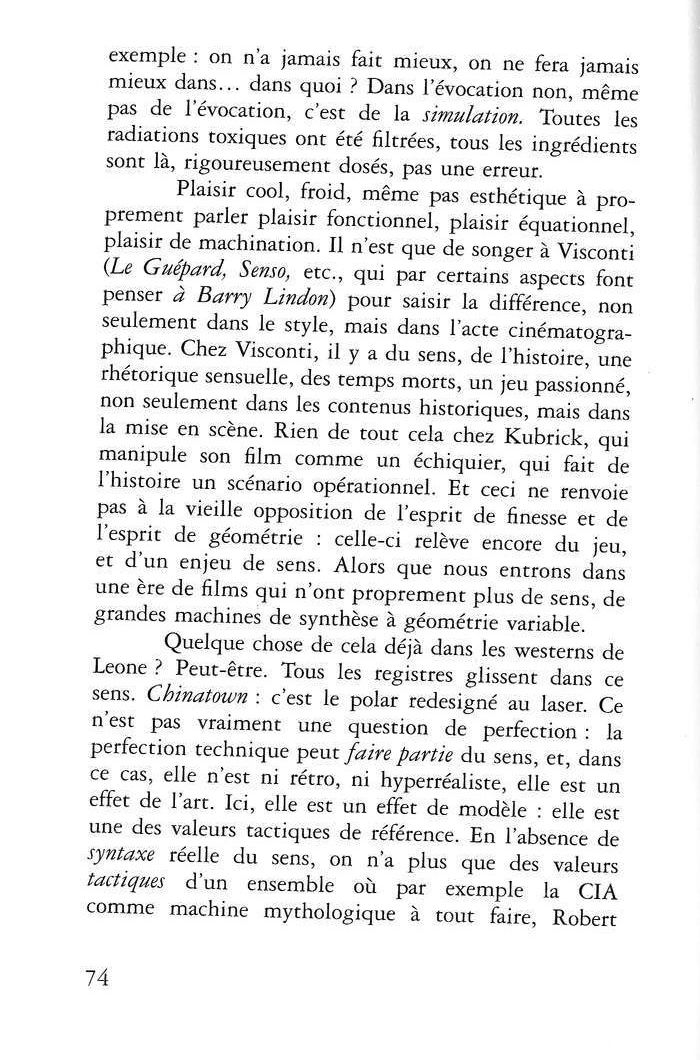 exemple : on n'a jamais fait mieux, on ne fera jamais
mieux dans... dans quoi ? Dans l'évocation non, même
pas de l'évocation, c'est de la simulation. Toutes les
radiations toxiques ont été filtrées, tous les ingrédients
sont là, rigoureusement dosés, pas une erreur.
Plaisir cool, froid, même pas esthétique à pro-
prement parler plaisir fonctionnel, plaisir équationnel,
plaisir de machination. Il n'est que de songer à Visconti
(Le Guépard, Senso, etc., qui par certains aspects font
penser à Barry Lindon) pour saisir la différence, non
seulement dans le style, mais dans l'acte cinématogra-
phique. Chez Visconti, il y a du sens, de l'histoire, une
rhétorique sensuelle, des temps morts, un jeu passionné,
non seulement dans les contenus historiques, mais dans
la mise en scène. Rien de tout cela chez Kubrick, qui
manipule son film comme un échiquier, qui fait de
l'histoire un scénario opérationnel. Et ceci ne renvoie
pas à la vieille opposition de l'esprit de finesse et de
l'esprit de géométrie : celle-ci relève encore du jeu,
et d'un enjeu de sens. Alors que nous entrons dans
une ère de films qui n'ont proprement plus de sens, de
grandes machines de synthèse à géométrie variable.
Quelque chose de cela déjà dans les westerns de
Leone ? Peut-être. Tous les registres glissent dans ce
sens. Chinatown : c'est le polar redesigné au laser. Ce
n'est pas vraiment une question de perfection : la
perfection technique peut faire partie du sens, et, dans
ce cas, elle n'est ni rétro, ni hyperréaliste, elle est un
effet de l'art. Ici, elle est un effet de modèle : elle est
une des valeurs tactiques de référence. En l'absence de
syntaxe réelle du sens, on n'a plus que des valeurs
tactiques d'un ensemble où par exemple la CIA
comme machine mythologique à tout faire, Robert
74